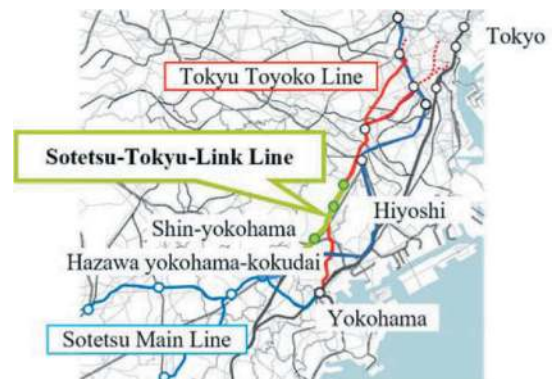 Tokyo
Tokyu Toyoko Line
Sotetsu-Tokyu-Link Line
Hiyoshi
Shin-yokohama
Hazawa yokohama-kokudai
Yokohama
Sotetsu Main Line